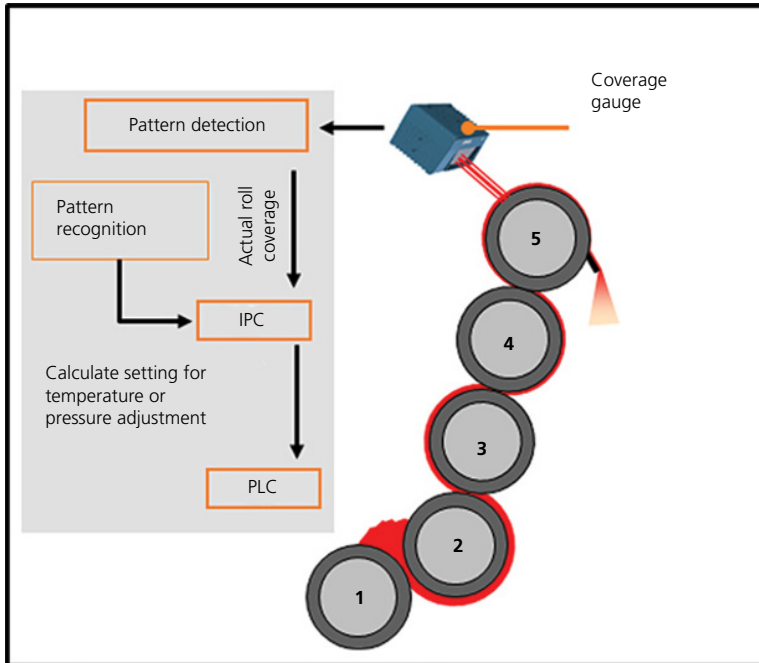 Coverage
gauge
Pattern detection
Pattern
recognition
Actual roll
coverage
IPC
Calculate setting for
temperature or
pressure adjustment
PLC
5
4
3
2
1